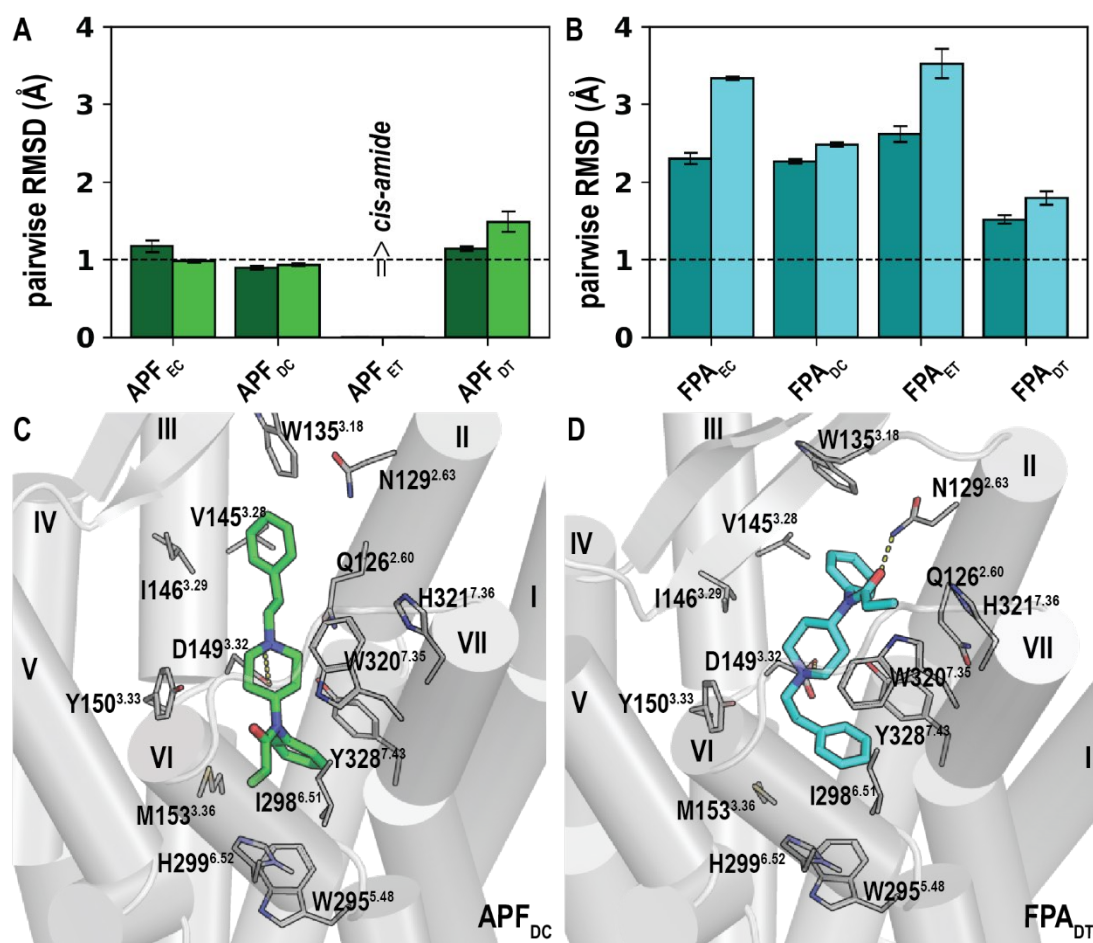 A
B
4
3
2
1
0
pairwise RMSD (Å)
=> cis-amide
APF EC
APF DC
APF ET
APF DT
4
3
2
1
0
pairwise RMSD (Å)
FPA EC
FPA DC
FPA ET
FPA DT
C
III
W135 3.18
II
N129 2.63
IV
V145 3.28
Q126 2.60
I146 3.29
H321 7.36
I
VII
V
D149 3.32
W320 7.35
Y150 3.33
VI
Y328 7.43
M153 3.36
I298 6.51
H299 6.52
W295 5.48
APF DC
D
III
W135 3.18
II
N129 2.63
IV
V145 3.28
Q126 2.60
I146 3.29
H321 7.36
VII
V
D149 3.32
W320 7.35
Y150 3.33
VI
Y328 7.43
I
M153 3.36
I298 6.51
H299 6.52
W295 5.48
FPA DT